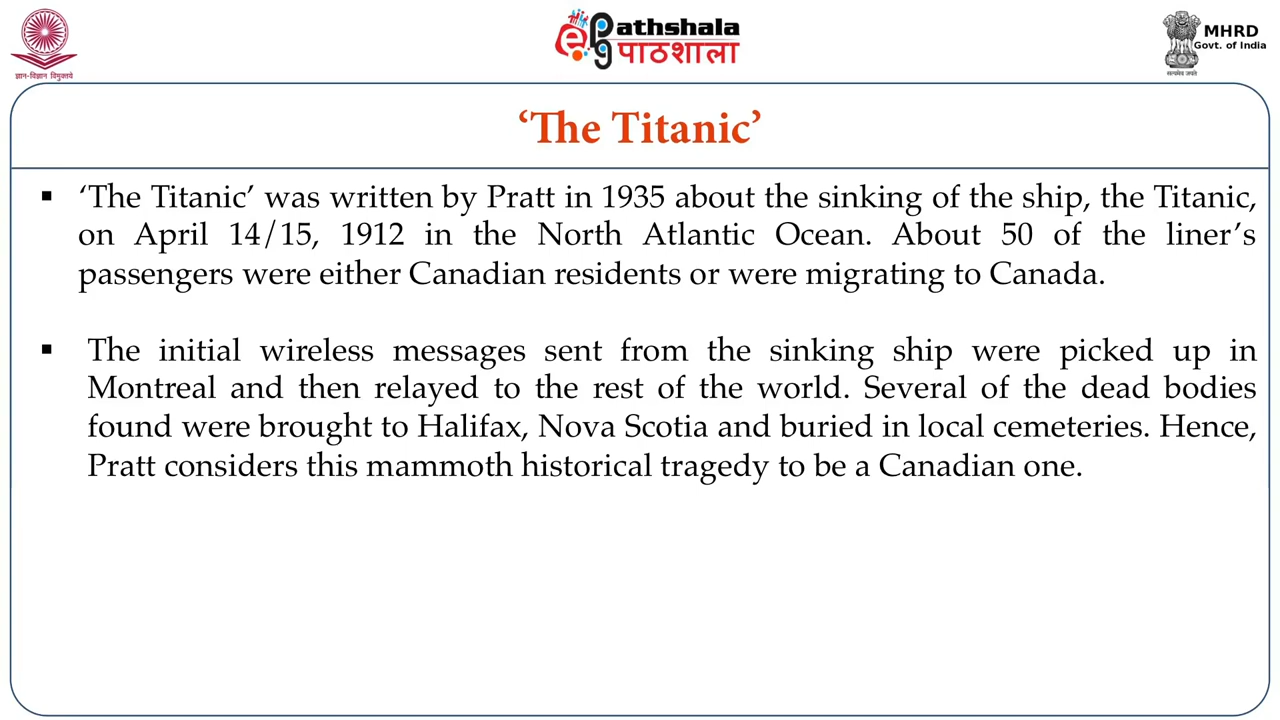 ज्ञान-विज्ञान विमुक्तये
ePathshala
पाठशाला
MHRD
Govt. of India
सत्यमेव जयते
‘The Titanic’
▪ ‘The Titanic’ was written by Pratt in 1935 about the sinking of the ship, the Titanic,
on April 14/15, 1912 in the North Atlantic Ocean. About 50 of the liner’s
passengers were either Canadian residents or were migrating to Canada.
▪ The initial wireless messages sent from the sinking ship were picked up in
Montreal and then relayed to the rest of the world. Several of the dead bodies
found were brought to Halifax, Nova Scotia and buried in local cemeteries. Hence,
Pratt considers this mammoth historical tragedy to be a Canadian one.